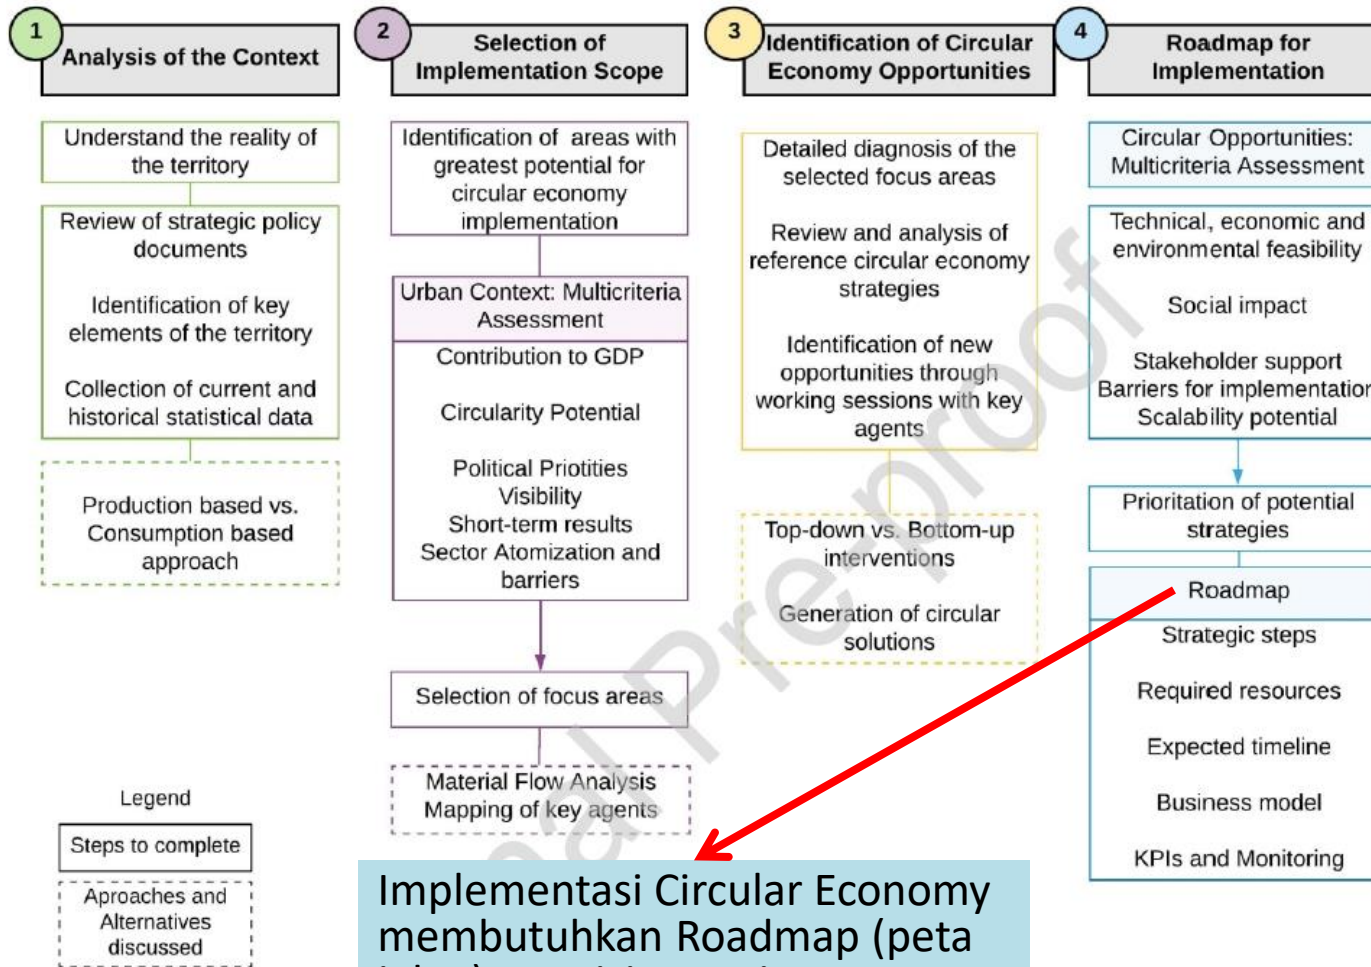 1
Analysis of the Context
Understand the reality of
the territory
Review of strategic policy
documents
Identification of key
elements of the territory
Collection of current and
historical statistical data
Production based vs.
Consumption based
approach
2
Selection of
Implementation Scope
Identification of areas with
greatest potential for
circular economy
implementation
Urban Context: Multicriteria
Assessment
Contribution to GDP
Circularity Potential
Political Priotities
Visibility
Short-term results
Sector Atomization and
barriers
Selection of focus areas
Material Flow Analysis
Mapping of key agents
3
Identification of Circular
Economy Opportunities
Detailed diagnosis of the
selected focus areas
Review and analysis of
reference circular economy
strategies
Identification of new
opportunities through
working sessions with key
agents
Top-down vs. Bottom-up
interventions
Generation of circular
solutions
4
Roadmap for
Implementation
Circular Opportunities:
Multicriteria Assessment
Technical, economic and
environmental feasibility
Social impact
Stakeholder support
Barriers for implementation
Scalability potential
Prioritation of potential
strategies
Roadmap
Strategic steps
Required resources
Expected timeline
Business model
KPIs and Monitoring
Legend
Steps to complete
Aproaches and
Alternatives
discussed
Implementasi Circular Economy
membutuhkan Roadmap (peta
Pre-proof